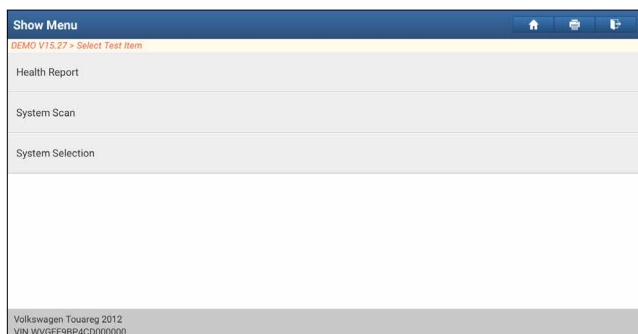 Show Menu
DEMO V15.27 > Select Test Item
Health Report
System Scan
System Selection
Volkswagen Touareg 2012
VIN WVGEF9BP4CD000000